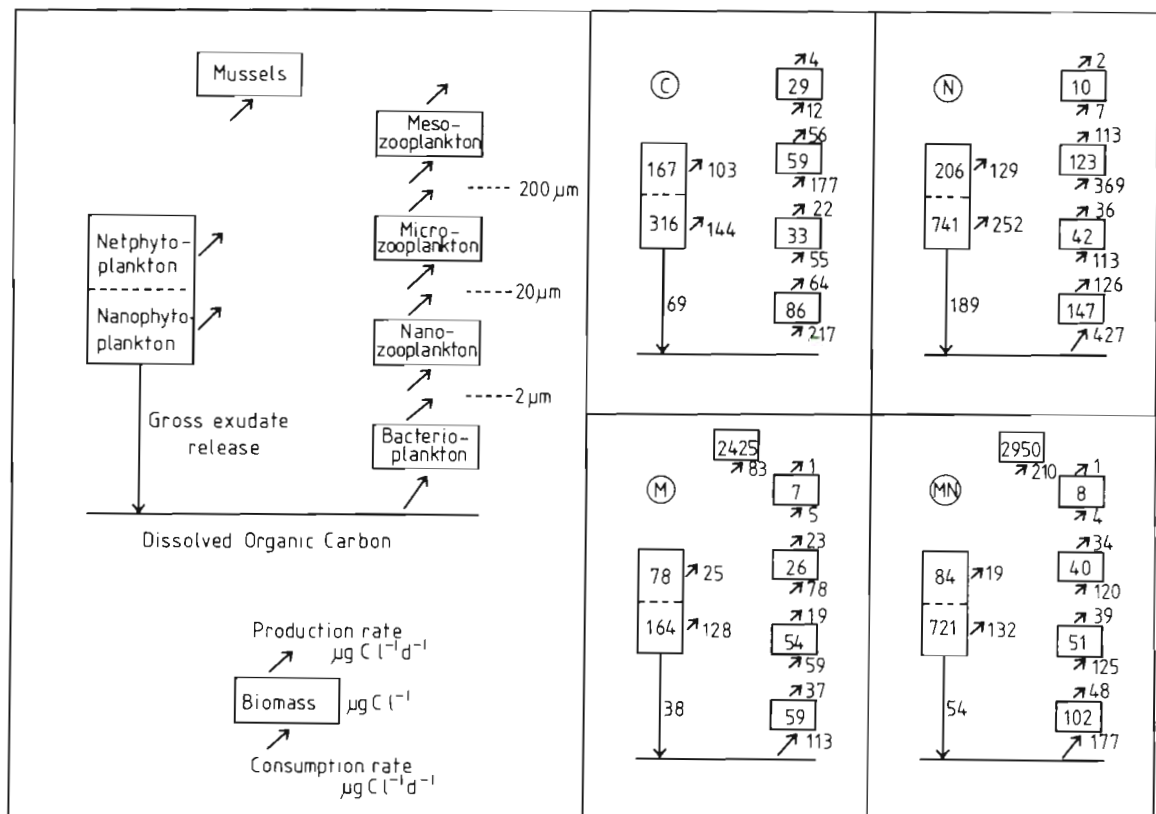 Mussels
Meso-
zooplankton
200 µm
Netphyto-
plankton
Nanophyto-
plankton
Micro-
zooplankton
20µm
Nano-
zooplankton
2 µm
Gross exudate
release
Bacterio-
plankton
Dissolved Organic Carbon
Production rate
µg C l⁻¹ d⁻¹
Biomass µg C l⁻¹
Consumption rate
µg C l⁻¹ d⁻¹
C
4
29
12
56
167 103
59
177
22
316 144
33
55
64
69
86
217
N
2
10
7
113
206 129
123
369
36
741 252
42
113
126
189
147
427
M
2425
83
1
7
5
23
78 25
26
78
19
164 128
54
59
37
38
59
113
MN
2950
210
1
8
4
34
84 19
40
120
39
721 132
51
125
48
54
102
177